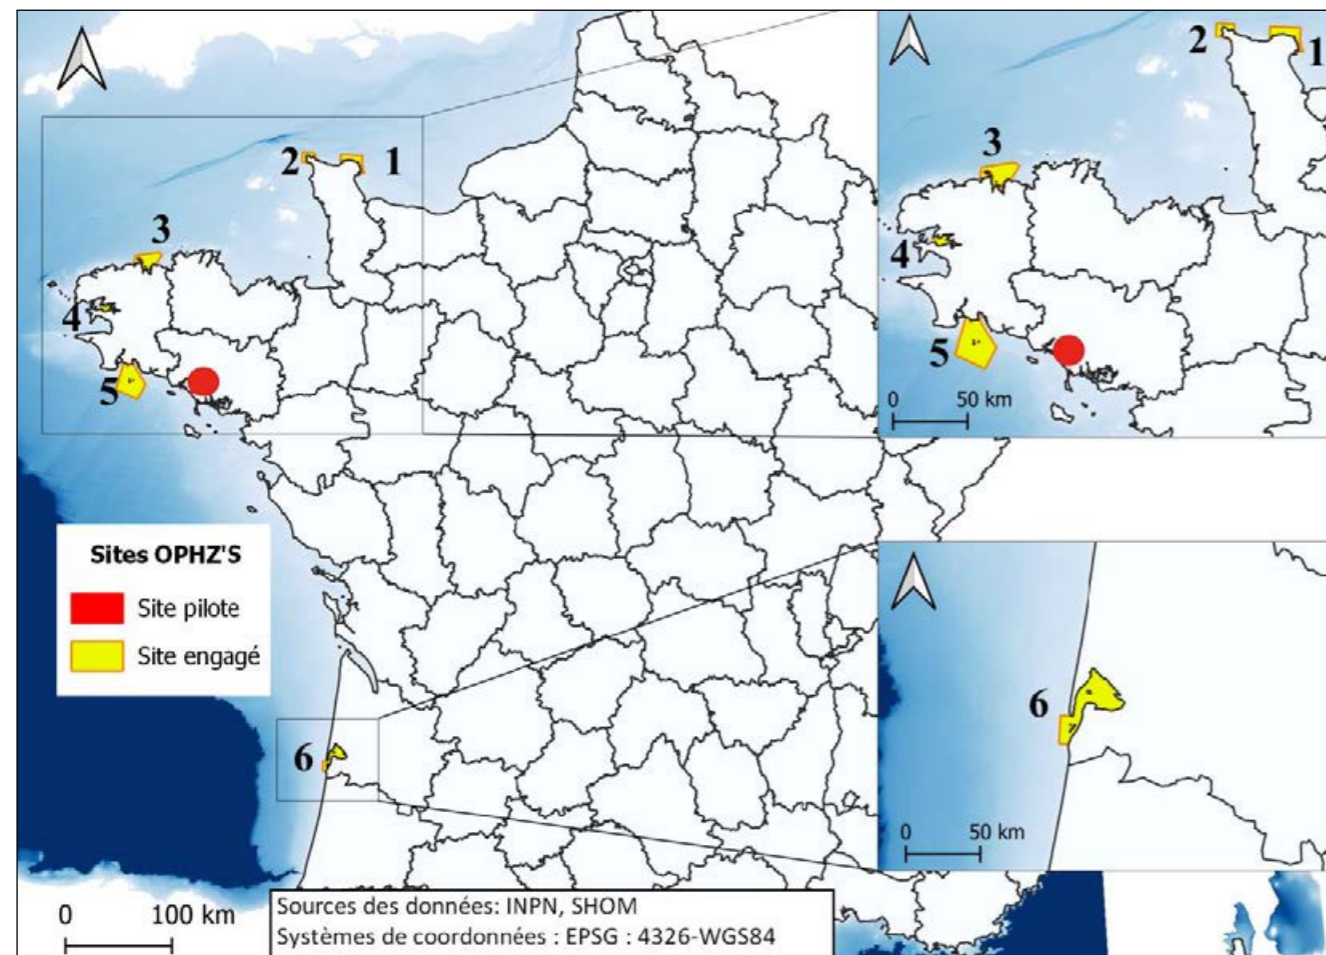 2
1
3
4
5
6
Sites OPHZ'S
Site pilote
Site engagé
0 100 km
Sources des données: INPN, SHOM
Systèmes de coordonnées : EPSG : 4326-WGS84
2
1
3
4
5
0 50 km
6
0 50 km